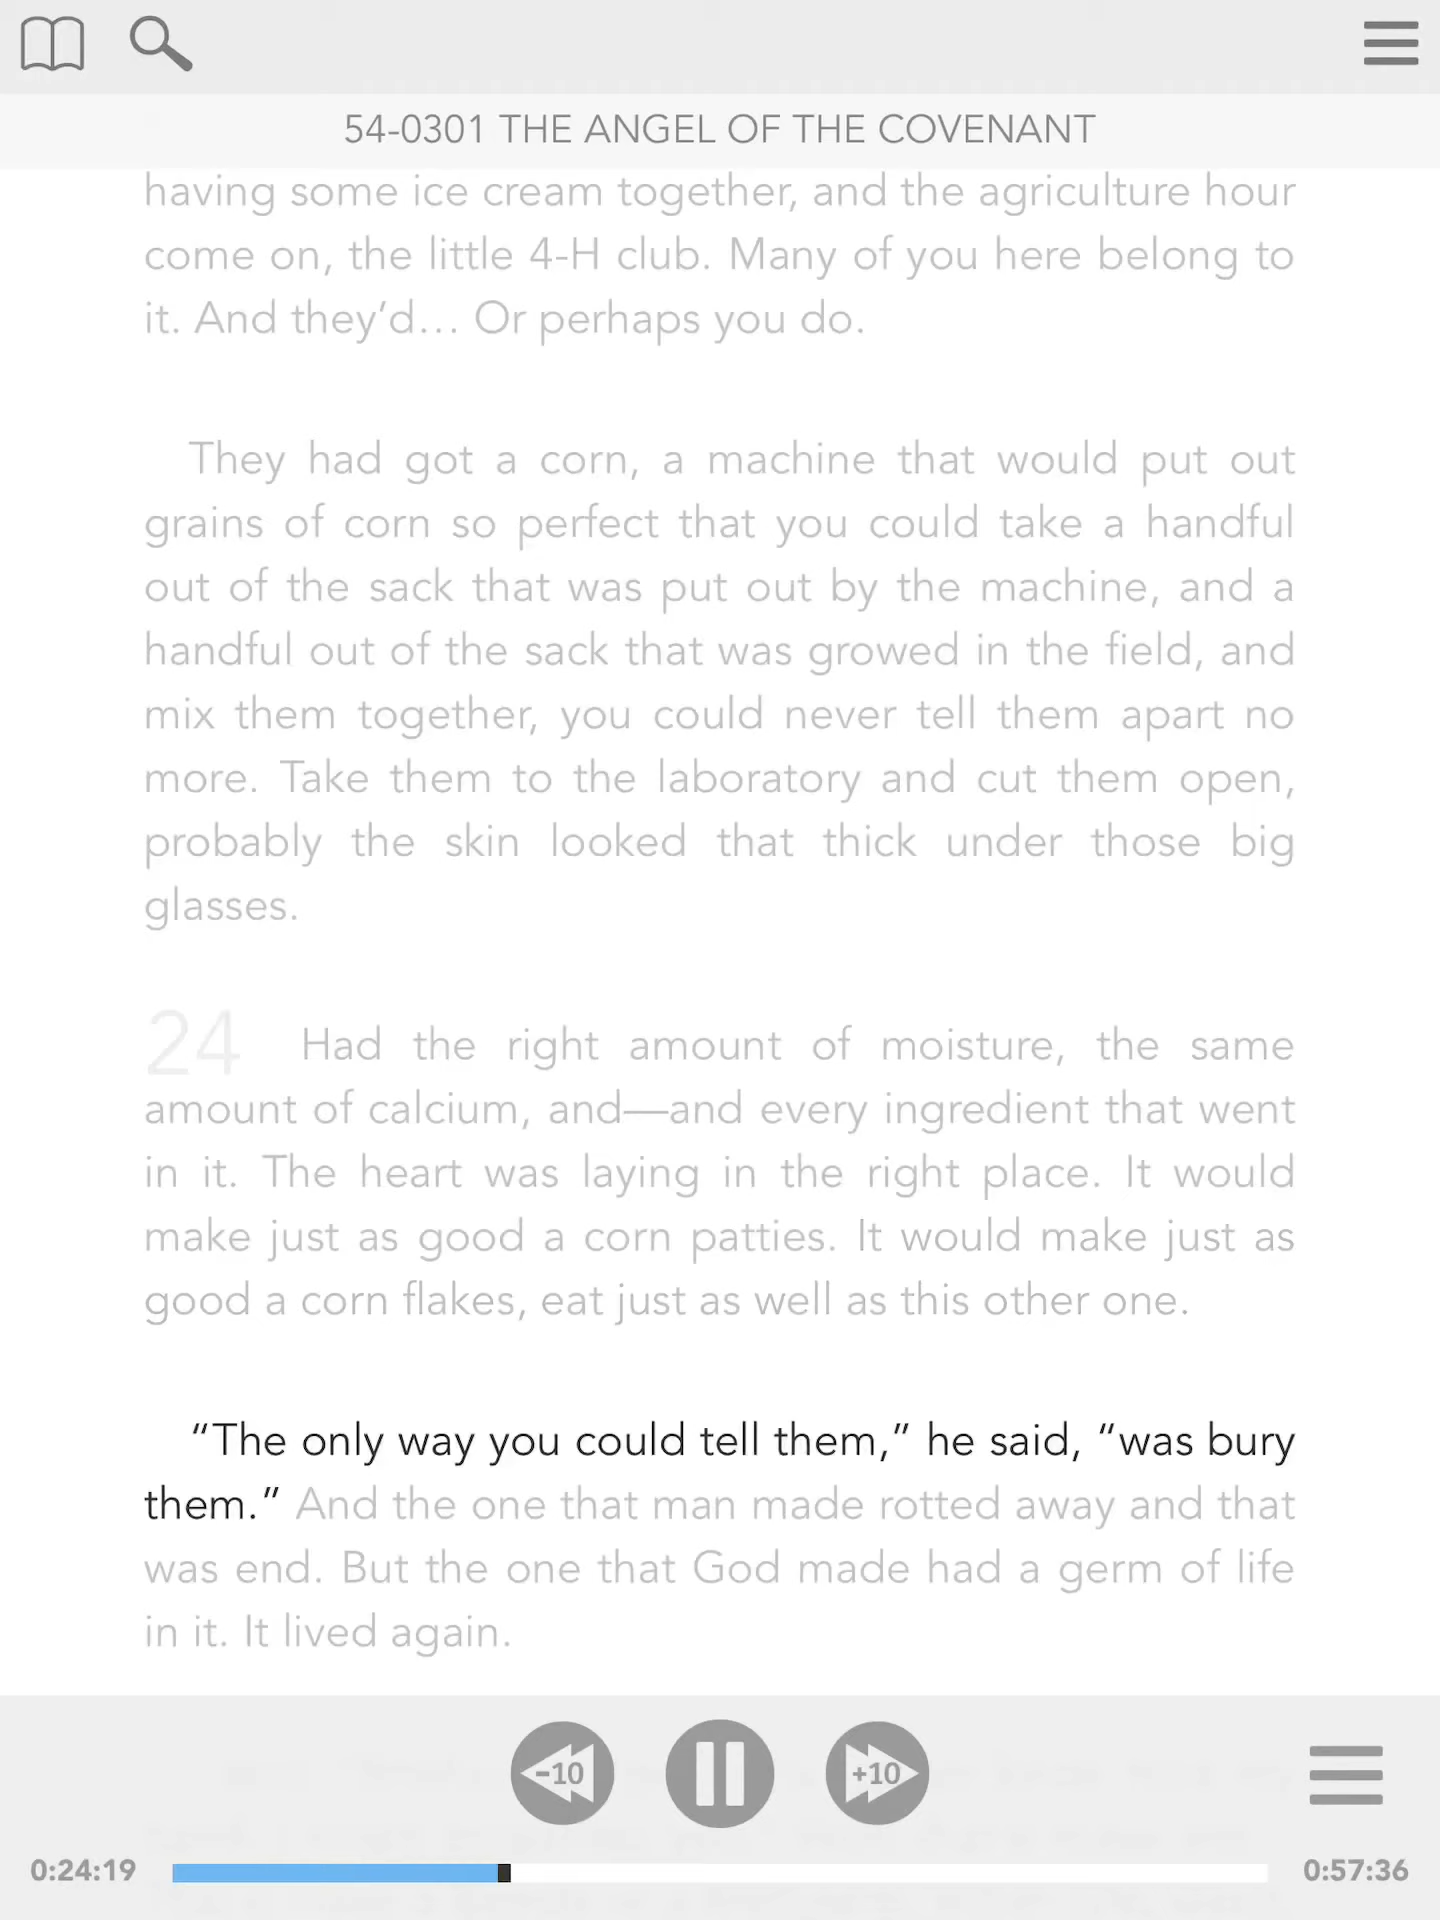 54-0301 THE ANGEL OF THE COVENANT
having some ice cream together, and the agriculture hour
come on, the little 4-H club. Many of you here belong to
it. And they’d… Or perhaps you do.
They had got a corn, a machine that would put out
grains of corn so perfect that you could take a handful
out of the sack that was put out by the machine, and a
handful out of the sack that was growed in the field, and
mix them together, you could never tell them apart no
more. Take them to the laboratory and cut them open,
probably the skin looked that thick under those big
glasses.
24 Had the right amount of moisture, the same
amount of calcium, and—and every ingredient that went
in it. The heart was laying in the right place. It would
make just as good a corn patties. It would make just as
good a corn flakes, eat just as well as this other one.
“The only way you could tell them,” he said, “was bury
them.” And the one that man made rotted away and that
was end. But the one that God made had a germ of life
in it. It lived again.
-10 +10
0:24:19 0:57:36